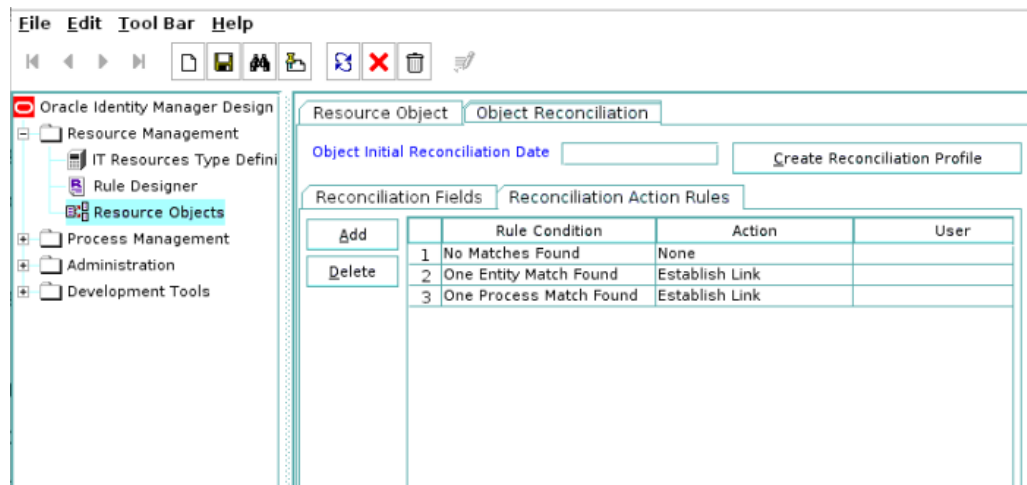 File Edit Tool Bar Help
Oracle Identity Manager Design
Resource Management
IT Resources Type Defini
Rule Designer
Resource Objects
Process Management
Administration
Development Tools
Resource Object Object Reconciliation
Object Initial Reconciliation Date Create Reconciliation Profile
Reconciliation Fields Reconciliation Action Rules
Add
Delete
Rule Condition Action User
1 No Matches Found None
2 One Entity Match Found Establish Link
3 One Process Match Found Establish Link